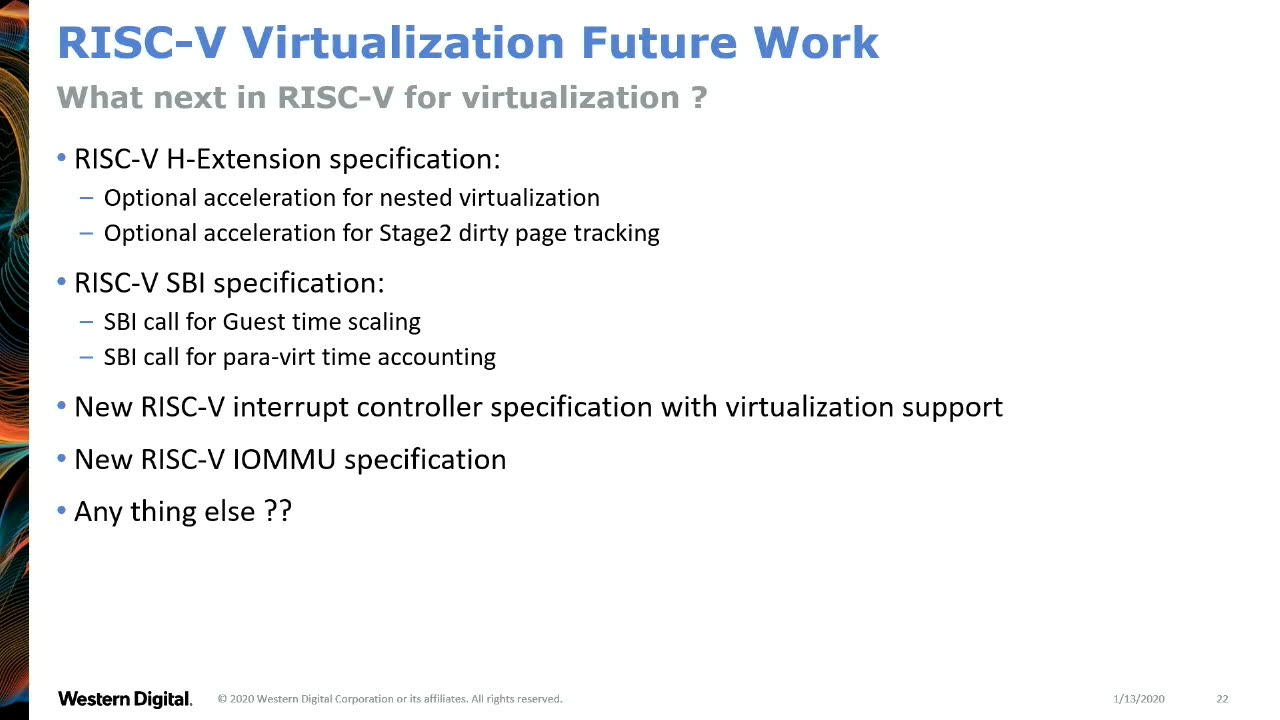 RISC-V Virtualization Future Work
What next in RISC-V for virtualization ?
• RISC-V H-Extension specification:
– Optional acceleration for nested virtualization
– Optional acceleration for Stage2 dirty page tracking
• RISC-V SBI specification:
– SBI call for Guest time scaling
– SBI call for para-virt time accounting
• New RISC-V interrupt controller specification with virtualization support
• New RISC-V IOMMU specification
• Any thing else ??
Western Digital.
© 2020 Western Digital Corporation or its affiliates. All rights reserved.
1/13/2020
22